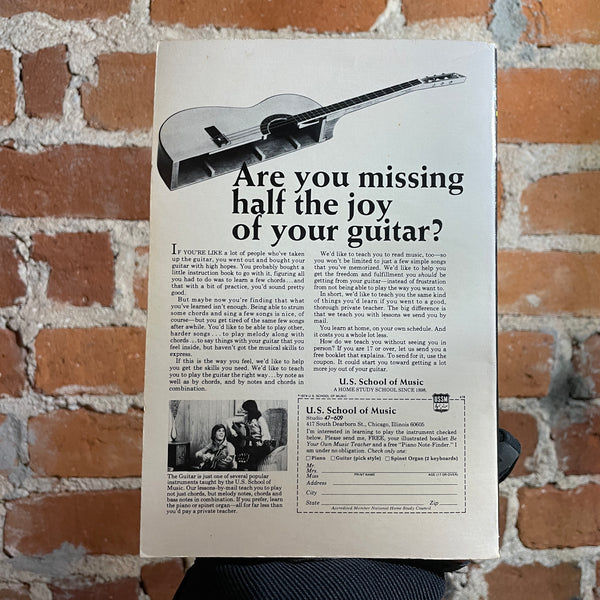 Are you missing
half the joy
of your guitar?
IF YOU'RE LIKE a lot of people who've taken
up the guitar, you went out and bought your
guitar with high hopes. You probably bought a
little instruction book to go with it, figuring all
you had to do was to learn a few chords...and
that with a bit of practice, you'd sound pretty
good.
But maybe now you're finding that what
you've learned isn't enough. Being able to strum
some chords and sing a few songs is nice, of
course—but you get tired of the same few songs
after awhile. You'd like to be able to play other,
harder songs...to play melody along with
chords...to say things with your guitar that you
feel inside, but haven't got the musical skills to
express.
If this is the way you feel, we'd like to help
you get the skills you need. We'd like to teach
you to play the guitar the right way...by note as
well as by chords, and by notes and chords in
combination.
We'd like to teach you to read music, too—so
you won't be limited to just a few simple songs
that you've memorized. We'd like to help you
get the freedom and fulfillment you should be
getting from your guitar—instead of frustration
from not being able to play the way you want to.
In short, we'd like to teach you the same kind
of things you'd learn if you went to a good,
thorough private teacher. The big difference is
that we teach you with lessons we send you by
mail.
You learn at home, on your own schedule. And
it costs you a whole lot less.
How do we teach you without seeing you in
person? If you are 17 or over, let us send you a
free booklet that explains. To send for it, use the
coupon. It could start you toward getting a lot
more joy out of your guitar.
U.S. School of Music
A HOME STUDY SCHOOL SINCE 1898.
The Guitar is just one of several popular
instruments taught by the U.S. School of
Music. Our lessons-by-mail teach you to play
not just chords, but melody notes, chords and
bass notes in combination. If you prefer, learn
the piano or spinet organ—all for far less than
you'd pay a private teacher.
U.S. SCHOOL OF MUSIC
USSM
U.S. School of Music
Studio 47-609
417 South Dearborn St., Chicago, Illinois 60605
I'm interested in learning to play the instrument checked
below. Please send me, FREE, your illustrated booklet Be
Your Own Music Teacher and a free "Piano Note-Finder." I
am under no obligation. Check only one:
Piano Guitar (pick style) Spinet Organ (2 keyboards)
Mr.
Mrs.
Miss
PRINT NAME AGE (17 OR OVER)
Address
City
State Zip
Accredited Member National Home Study Council.